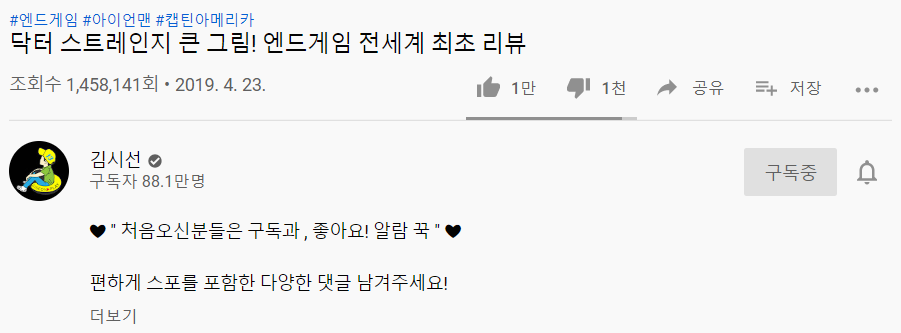 #엔드게임 #아이언맨 #캡틴아메리카
닥터 스트레인지 큰 그림! 엔드게임 전세계 최초 리뷰
조회수 1,458,141회 • 2019. 4. 23.
1만 1천 공유 저장
김시선
구독자 88.1만명
구독중
♥ " 처음오신분들은 구독과 , 좋아요! 알람 꾹 " ♥
편하게 스포를 포함한 다양한 댓글 남겨주세요!
더보기